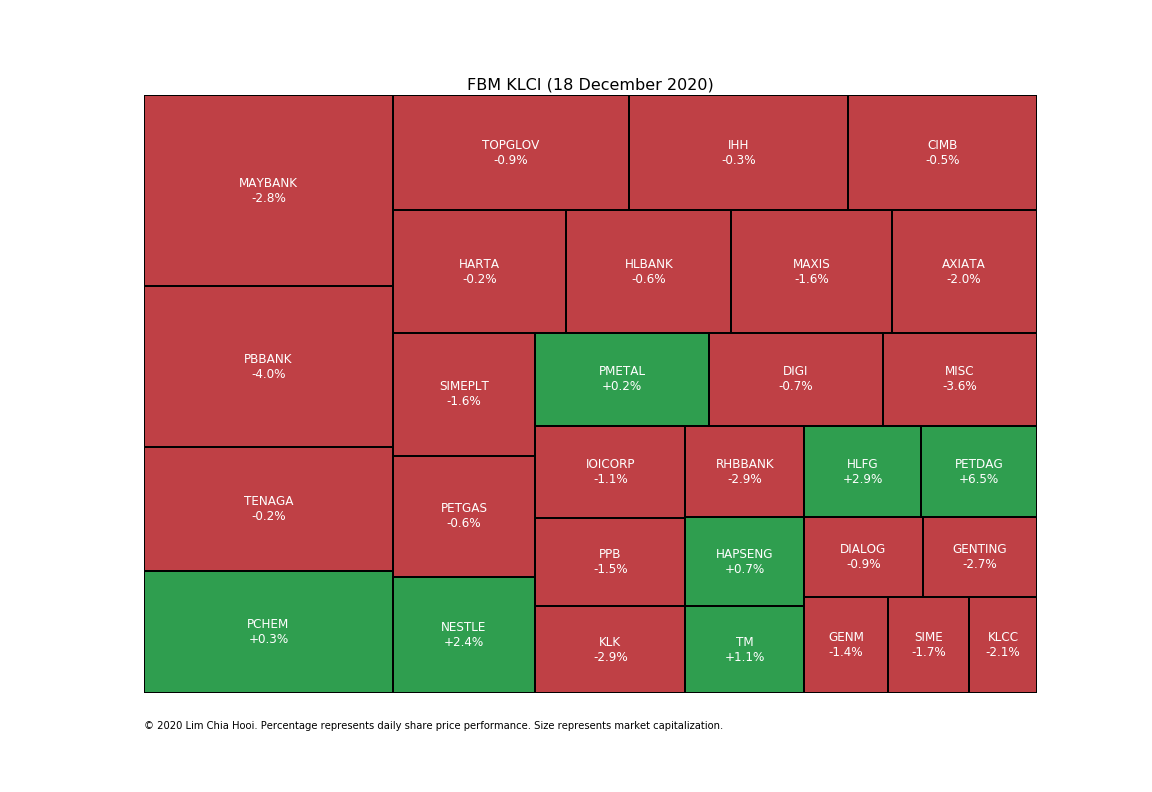 FBM KLCI (18 December 2020)
MAYBANK
-2.8%
PBBANK
-4.0%
TENAGA
-0.2%
PCHEM
+0.3%
TOPGLOV
-0.9%
IHH
-0.3%
CIMB
-0.5%
HARTA
-0.2%
HLBANK
-0.6%
MAXIS
-1.6%
AXIATA
-2.0%
SIMEPLT
-1.6%
PETGAS
-0.6%
NESTLE
+2.4%
PMETAL
+0.2%
DIGI
-0.7%
MISC
-3.6%
IOICORP
-1.1%
PPB
-1.5%
KLK
-2.9%
RHBBANK
-2.9%
HAPSENG
+0.7%
TM
+1.1%
HLFG
+2.9%
PETDAG
+6.5%
DIALOG
-0.9%
GENTING
-2.7%
GENM
-1.4%
SIME
-1.7%
KLCC
-2.1%
© 2020 Lim Chia Hooi. Percentage represents daily share price performance. Size represents market capitalization.